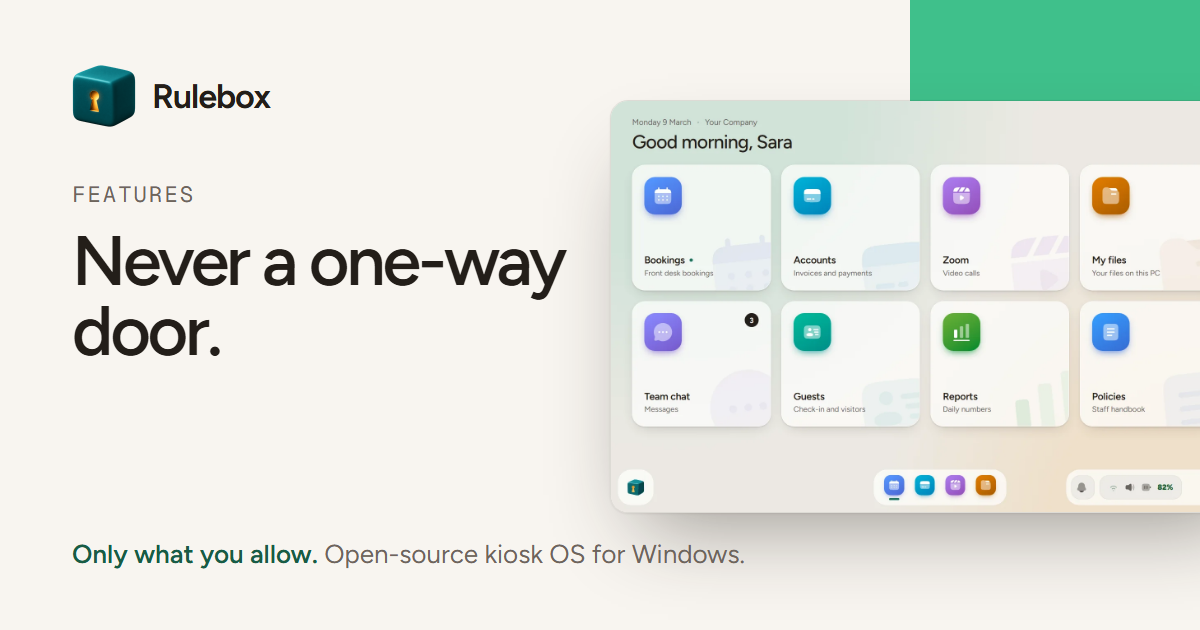 Rulebox
FEATURES
Never a one-way
door.
Monday 9 March · Your Company
Good morning, Sara
Bookings •
Front desk bookings
Accounts
Invoices and payments
Zoom
Video calls
My files
Your files on this PC
3
Team chat
Messages
Guests
Check-in and visitors
Reports
Daily numbers
Policies
Staff handbook
82%
Only what you allow. Open-source kiosk OS for Windows.